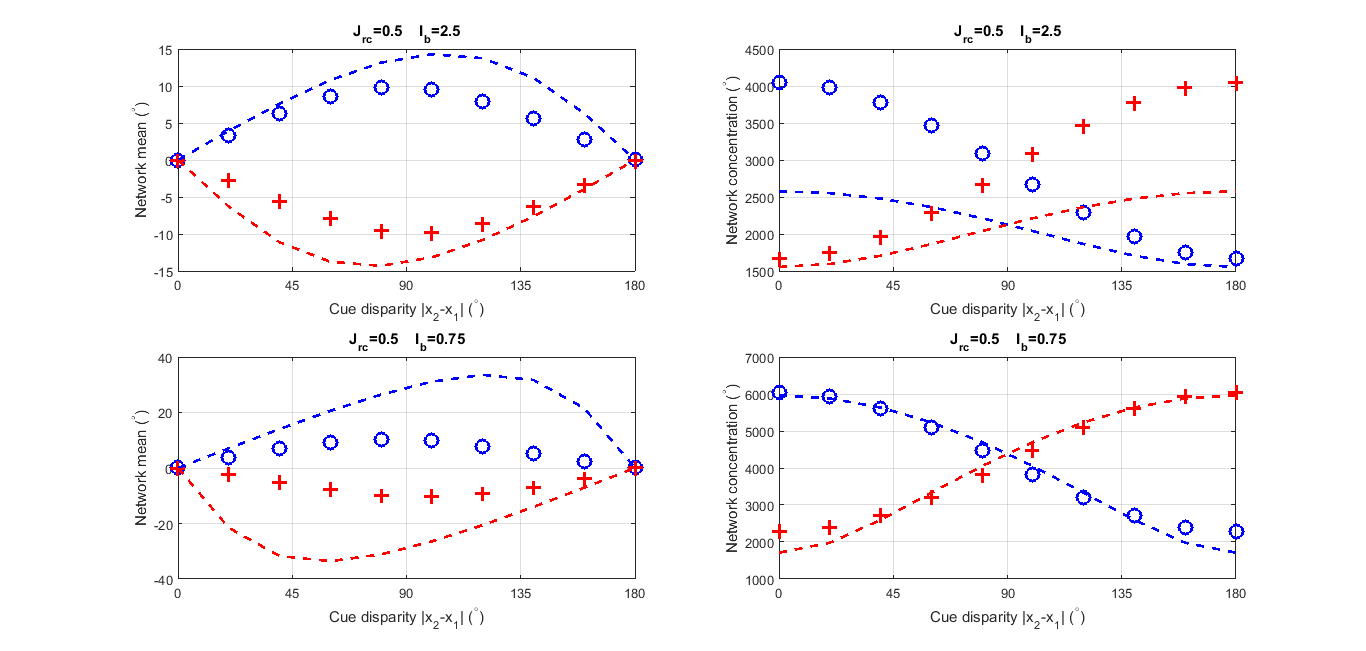 J_rc=0.5 I_b=2.5
15
10
5
0
-5
-10
-15
Network mean (°)
0 45 90 135 180
Cue disparity |x_2-x_1| (°)
J_rc=0.5 I_b=2.5
4500
4000
3500
3000
2500
2000
1500
Network concentration (°)
0 45 90 135 180
Cue disparity |x_2-x_1| (°)
J_rc=0.5 I_b=0.75
40
20
0
-20
-40
Network mean (°)
0 45 90 135 180
Cue disparity |x_2-x_1| (°)
J_rc=0.5 I_b=0.75
7000
6000
5000
4000
3000
2000
1000
Network concentration (°)
0 45 90 135 180
Cue disparity |x_2-x_1| (°)